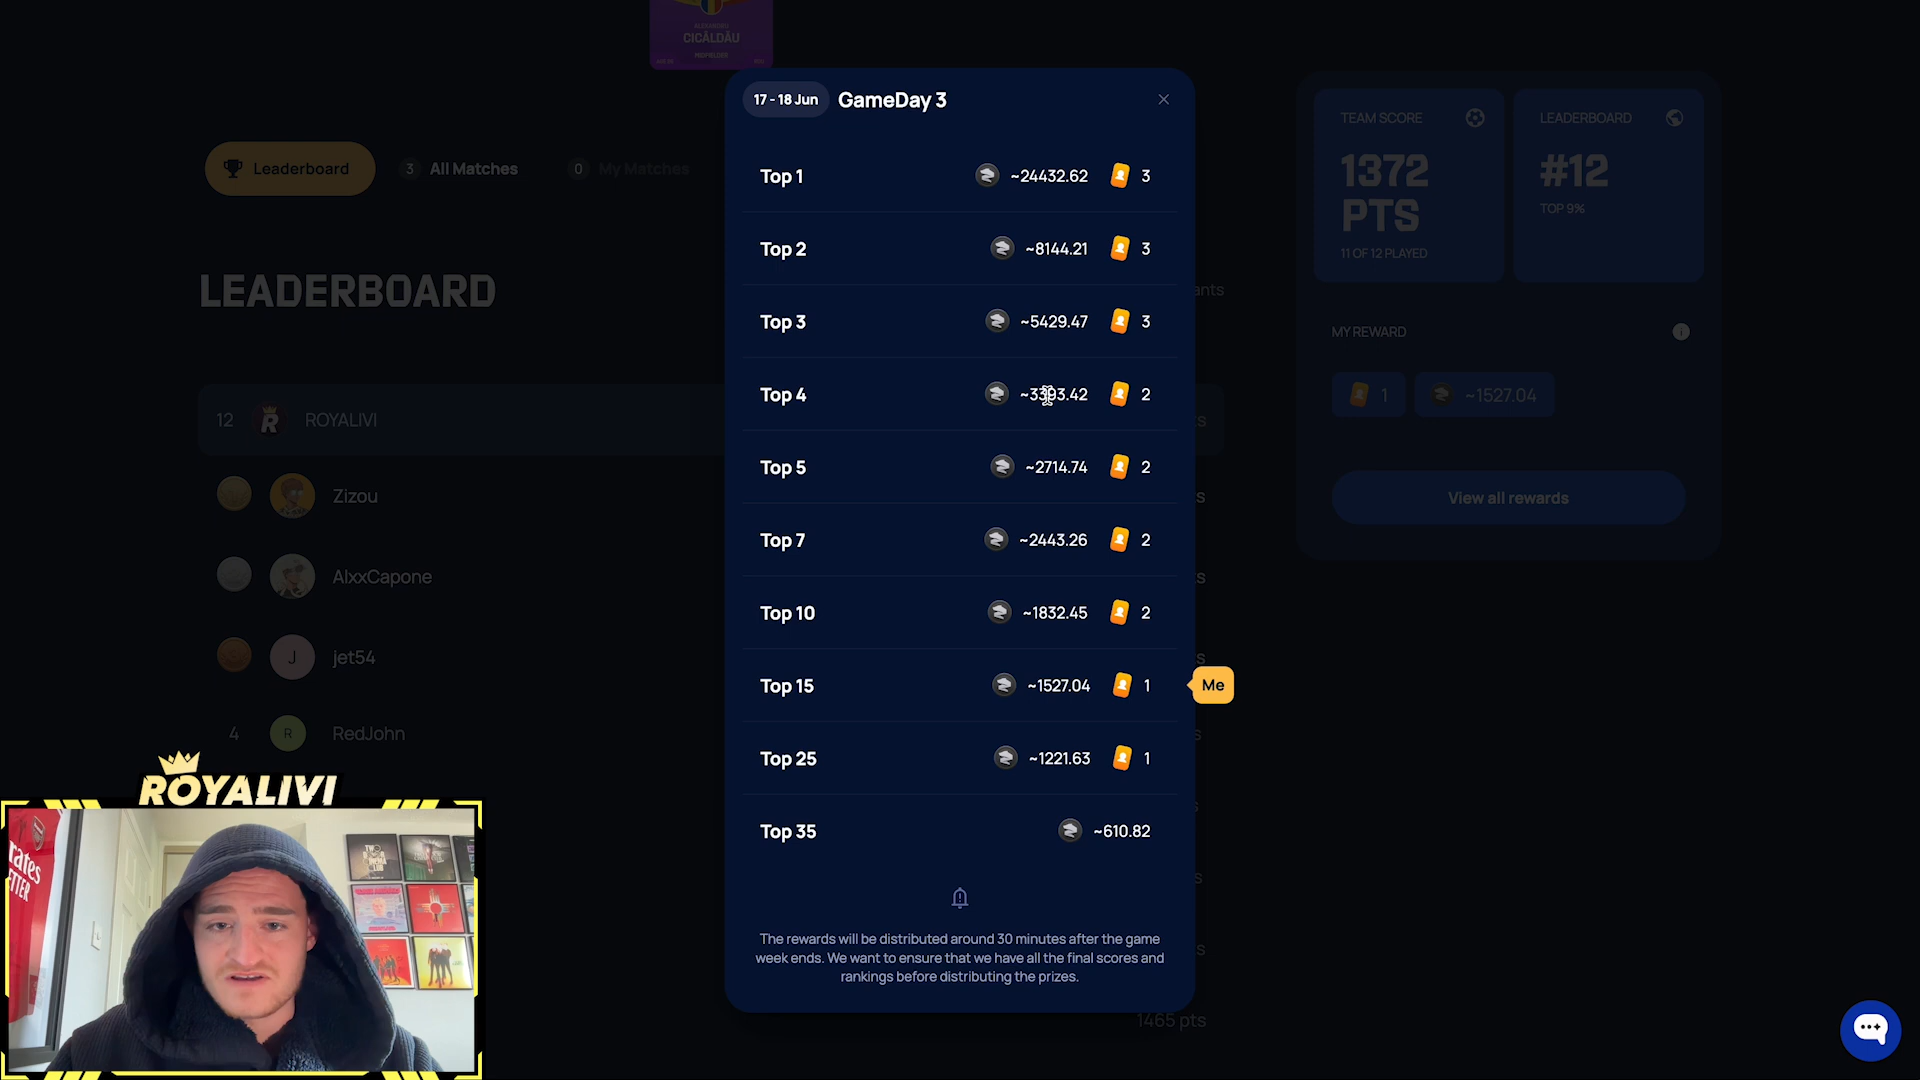 CICÂLDĂU
MIDFIELDER
17 - 18 Jun GameDay 3
Top 1 ~24432.62 3
Top 2 ~8144.21 3
Top 3 ~5429.47 3
Top 4 ~3393.42 2
Top 5 ~2714.74 2
Top 7 ~2443.26 2
Top 10 ~1832.45 2
Top 15 ~1527.04 1
Me
Top 25 ~1221.63 1
Top 35 ~610.82
The rewards will be distributed around 30 minutes after the game
week ends. We want to ensure that we have all the final scores and
rankings before distributing the prizes.
Leaderboard 3 All Matches 0 My Matches
LEADERBOARD
12 R ROYALIVI
Zizou
AlxxCapone
J jet54
4 R RedJohn
1465 pts
TEAM SCORE
1372
PTS
11 OF 12 PLAYED
LEADERBOARD
#12
TOP 9%
MY REWARD
1 ~1527.04
View all rewards
ROYALIVI